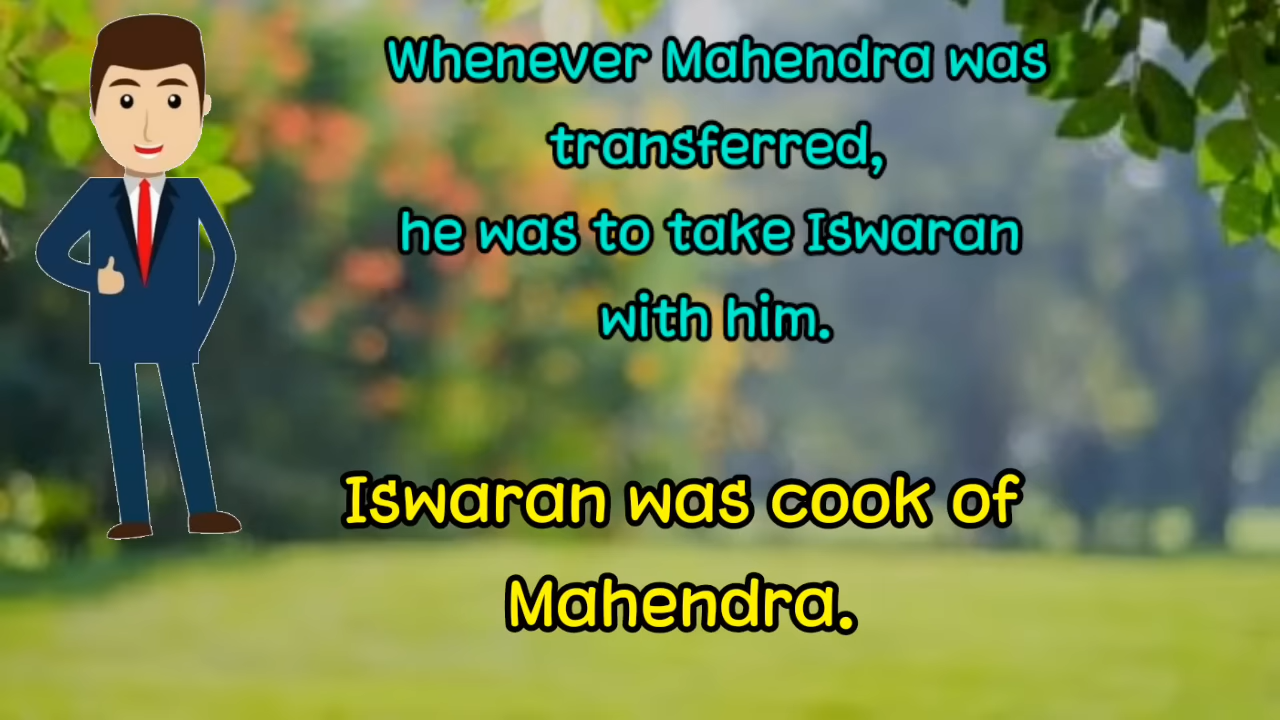 Whenever Mahendra was
transferred,
he was to take Iswaran
with him.
Iswaran was cook of
Mahendra.